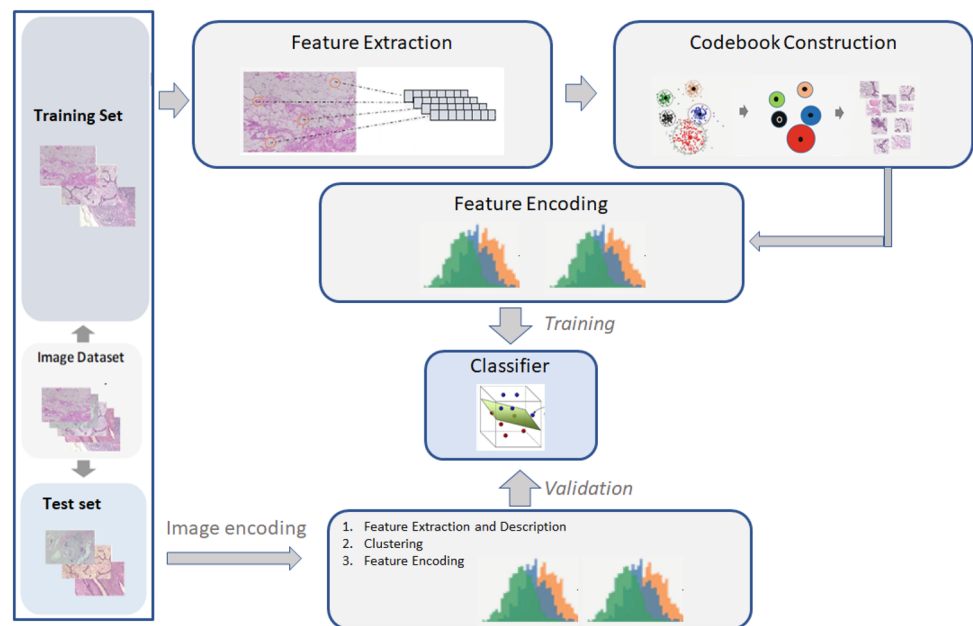 Training Set
Image Dataset
Test set
Feature Extraction
Codebook Construction
Feature Encoding
Training
Classifier
Validation
Image encoding
1. Feature Extraction and Description
2. Clustering
3. Feature Encoding